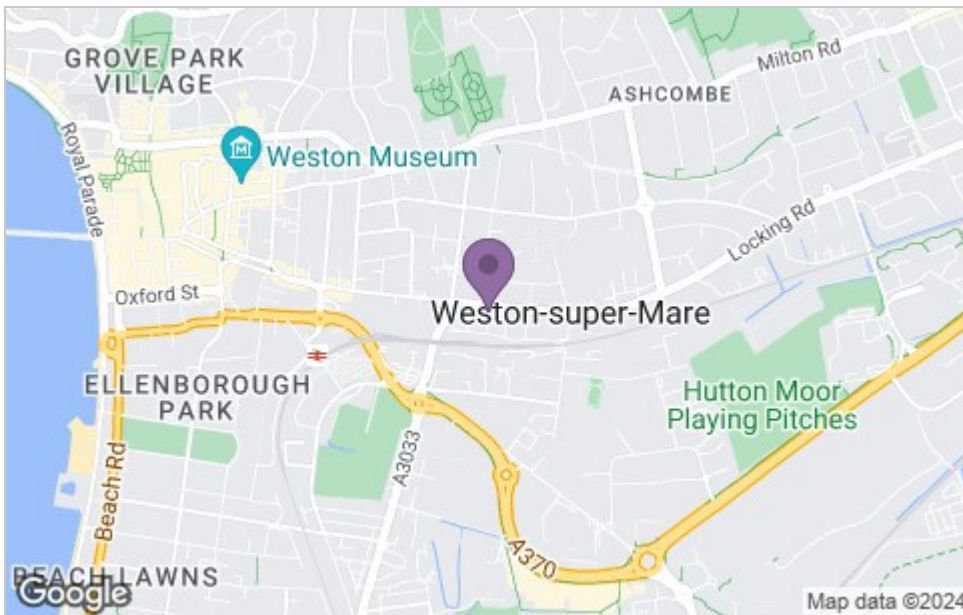 GROVE PARK
VILLAGE
Milton Rd
ASHCOMBE
Royal Parade
Weston Museum
Locking Rd
Oxford St
Weston-super-Mare
ELLENBOROUGH
PARK
Hutton Moor
Playing Pitches
A3033
Beach Rd
A370
BEACH LAWNS
Google
Map data ©2024